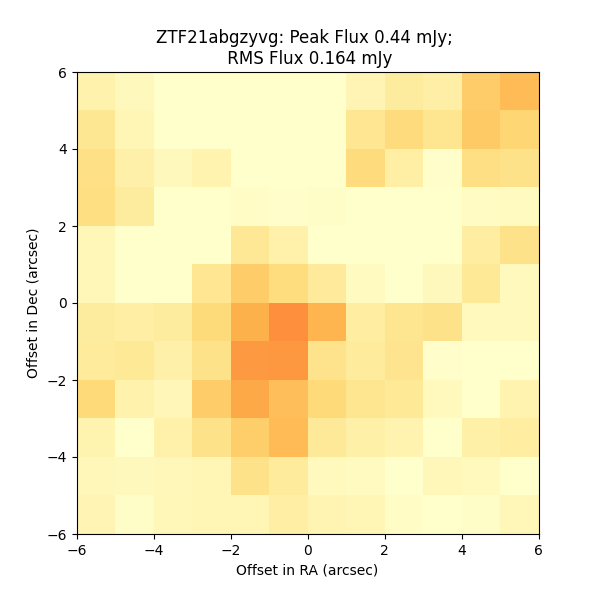 ZTF21abgzyvg: Peak Flux 0.44 mJy;
RMS Flux 0.164 mJy
6
4
2
0
−2
−4
−6
Offset in Dec (arcsec)
−6 −4 −2 0 2 4 6
Offset in RA (arcsec)